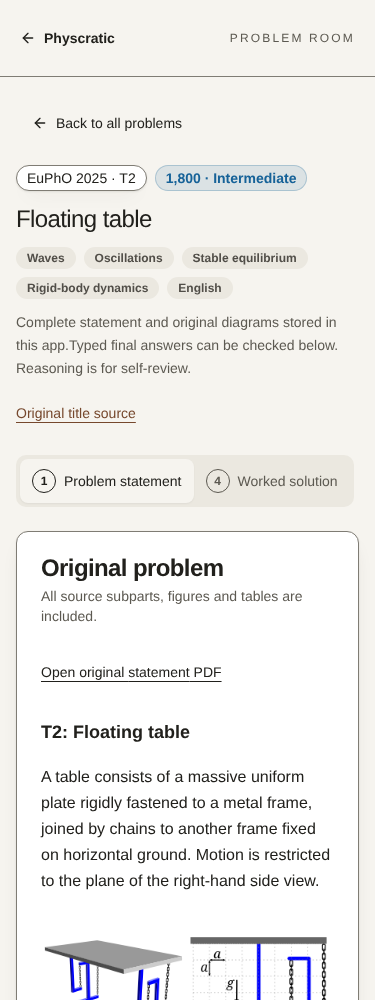 Physcratic
PROBLEM ROOM
Back to all problems
EuPhO 2025 · T2
1,800 · Intermediate
Floating table
Waves
Oscillations
Stable equilibrium
Rigid-body dynamics
English
Complete statement and original diagrams stored in
this app.Typed final answers can be checked below.
Reasoning is for self-review.
Original title source
1 Problem statement
4 Worked solution
Original problem
All source subparts, figures and tables are
included.
Open original statement PDF
T2: Floating table
A table consists of a massive uniform
plate rigidly fastened to a metal frame,
joined by chains to another frame fixed
on horizontal ground. Motion is restricted
to the plane of the right-hand side view.
a
a
g